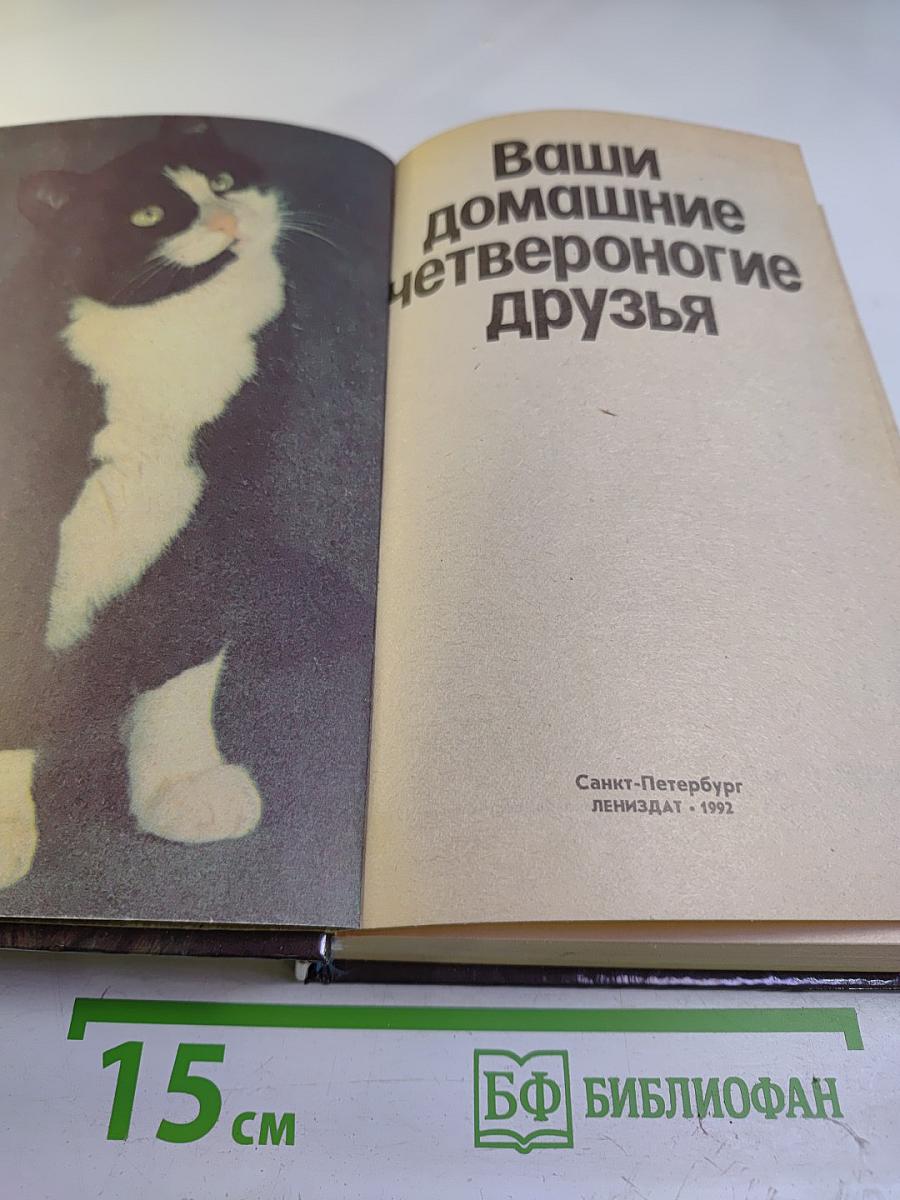 Ваши
домашние
четвероногие
друзья
Санкт-Петербург
ЛЕНИЗДАТ • 1992
15 см
БФ БИБЛИОФАН